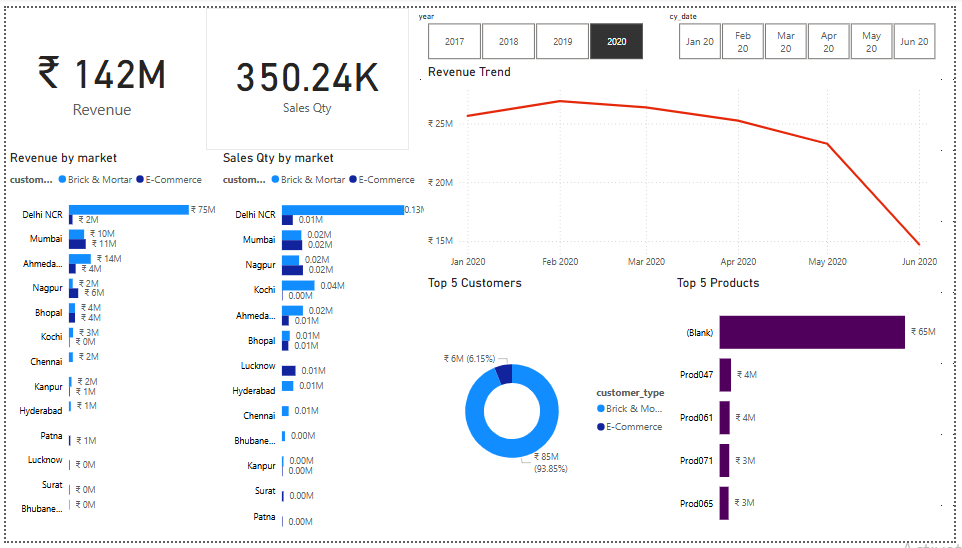 year
cy_date
2017
2018
2019
2020
Jan 20
Feb
20
Mar
20
Apr
20
May
20
Jun 20
₹ 142M
Revenue
350.24K
Sales Qty
Revenue Trend
₹ 25M
₹ 20M
₹ 15M
Jan 2020
Feb 2020
Mar 2020
Apr 2020
May 2020
Jun 2020
Revenue by market
custom...
Brick & Mortar
E-Commerce
Delhi NCR
₹ 75M
₹ 2M
Mumbai
₹ 10M
₹ 11M
Ahmeda...
₹ 14M
₹ 4M
Nagpur
₹ 2M
₹ 6M
Bhopal
₹ 4M
₹ 4M
Kochi
₹ 3M
₹ 0M
Chennai
₹ 2M
Kanpur
₹ 2M
₹ 1M
Hyderabad
₹ 1M
Patna
₹ 1M
Lucknow
₹ 0M
Surat
₹ 0M
Bhubane...
₹ 0M
Sales Qty by market
custom...
Brick & Mortar
E-Commerce
Delhi NCR
0.13
0.01M
Mumbai
0.02M
0.02M
Nagpur
0.02M
0.02M
Kochi
0.04M
0.00M
Ahmeda...
0.02M
0.01M
Bhopal
0.01M
0.01M
Lucknow
0.01M
Hyderabad
0.01M
Chennai
0.01M
Bhubane...
0.00M
Kanpur
0.00M
0.00M
Surat
0.00M
Patna
0.00M
Top 5 Customers
₹ 6M (6.15%)
₹ 85M
(93.85%)
customer_type
Brick & Mo...
E-Commerce
Top 5 Products
(Blank)
₹ 65M
Prod047
₹ 4M
Prod061
₹ 4M
Prod071
₹ 3M
Prod065
₹ 3M